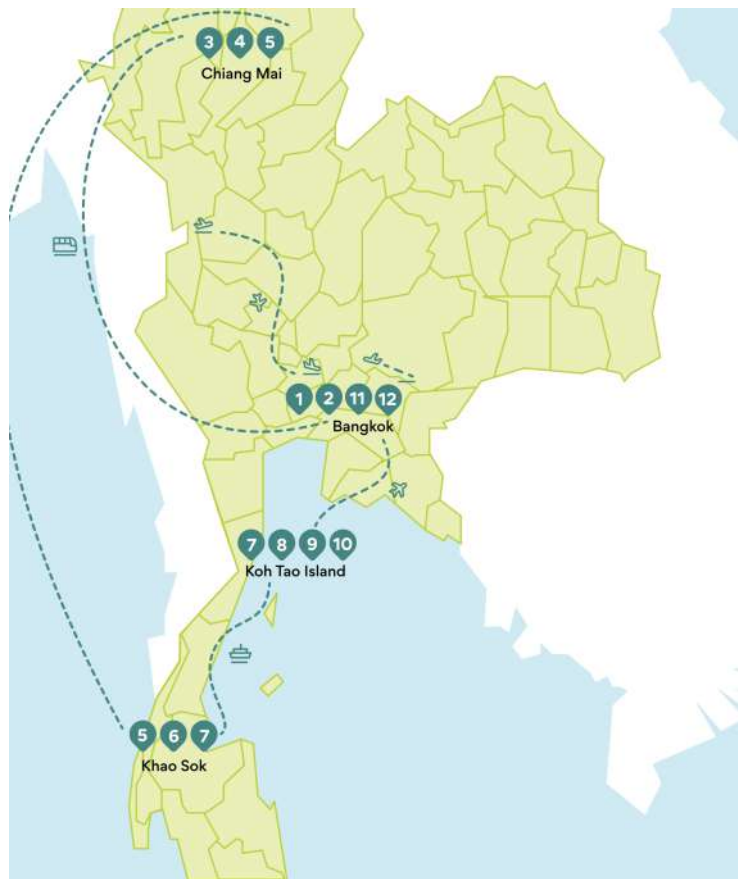 3 4 5
Chiang Mai
1 2 11 12
Bangkok
7 8 9 10
Koh Tao Island
5 6 7
Khao Sok